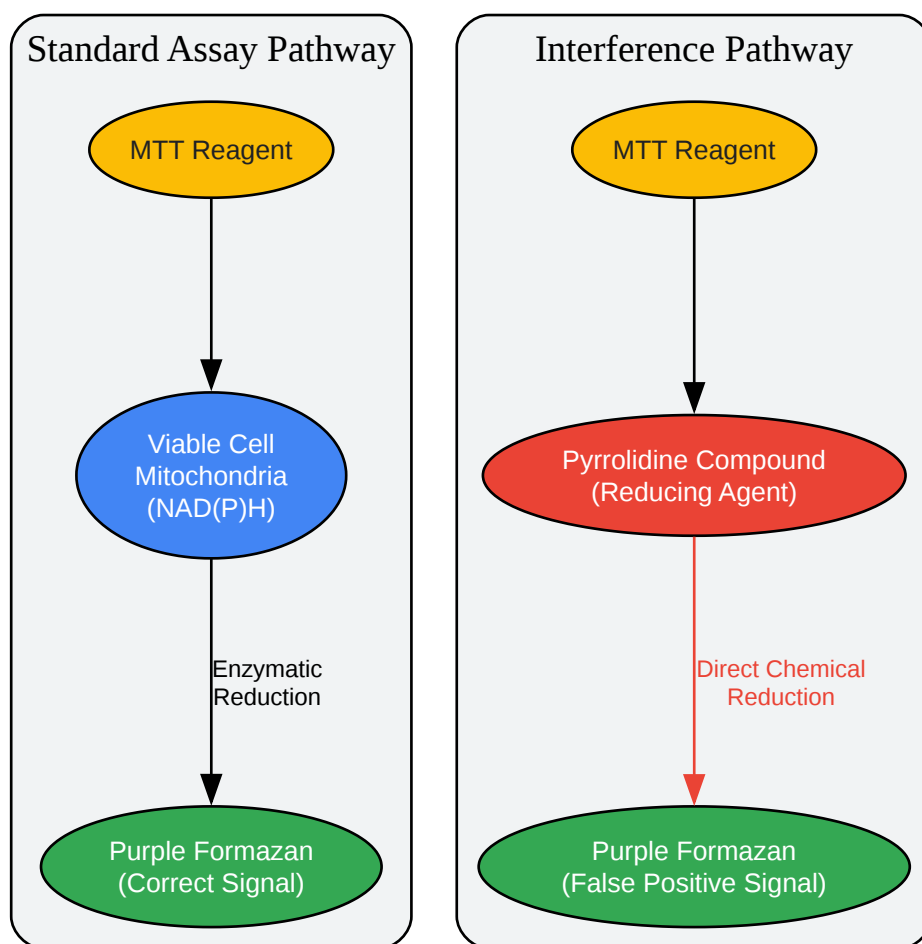 Standard Assay Pathway
MTT Reagent
Viable Cell
Mitochondria
(NAD(P)H)
Enzymatic
Reduction
Purple Formazan
(Correct Signal)
Interference Pathway
MTT Reagent
Pyrrolidine Compound
(Reducing Agent)
Direct Chemical
Reduction
Purple Formazan
(False Positive Signal)